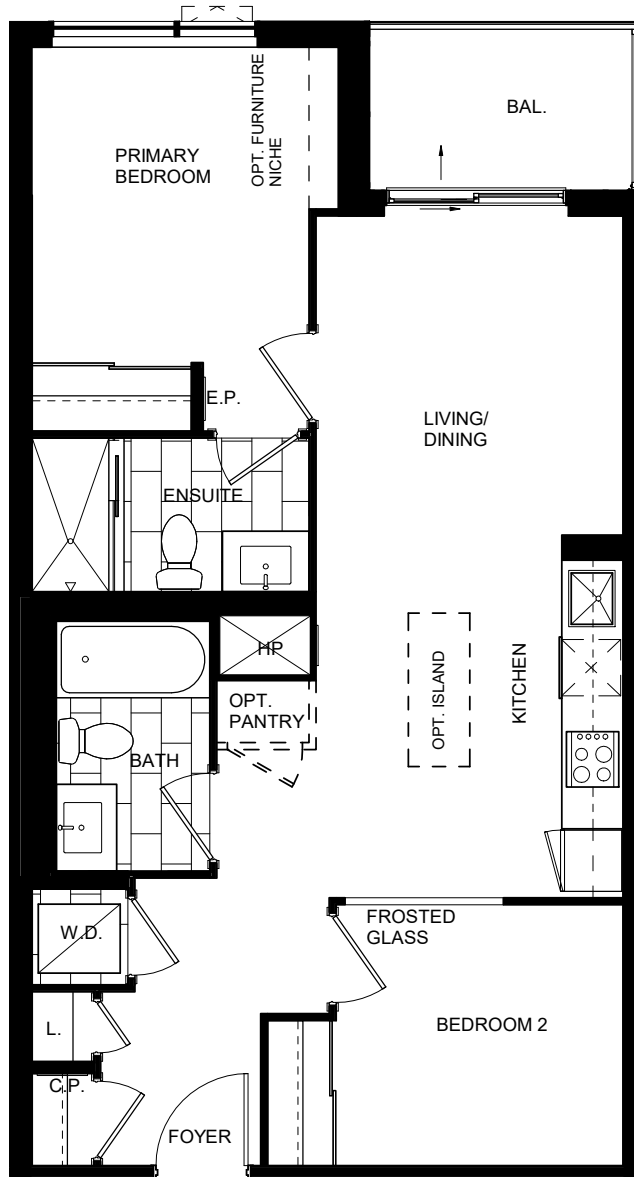 BAL.
PRIMARY
BEDROOM
OPT. FURNITURE
NICHE
E.P.
LIVING/
DINING
ENSUITE
HP
OPT.
PANTRY
OPT. ISLAND
KITCHEN
BATH
W.D.
FROSTED
GLASS
L.
BEDROOM 2
C.P.
FOYER